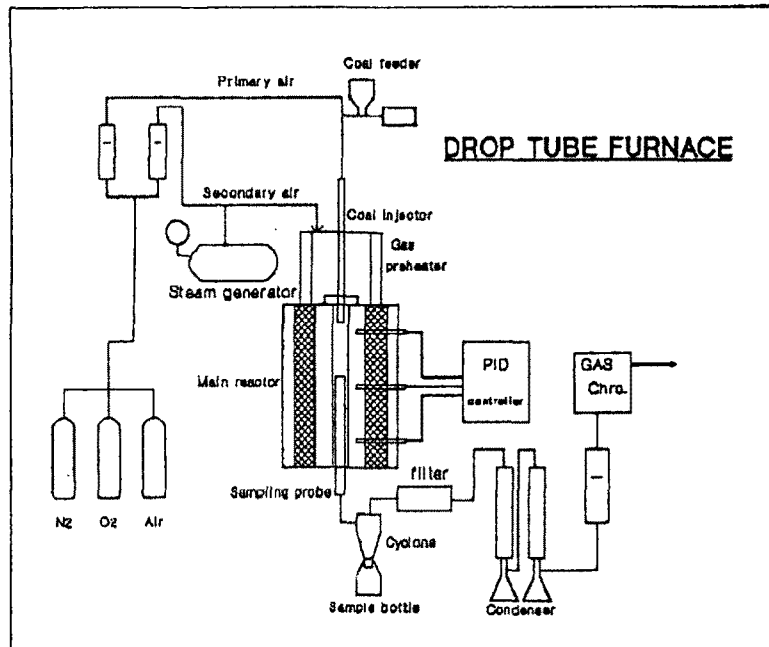 Coal feeder
Primary air
DROP TUBE FURNACE
Secondary air
Coal injector
Gas
preheater
Steam generator
Main reactor
PID
controller
GAS
Chro.
Sampling probe
filter
N2
O2
Air
Cyclone
Sample bottle
Condenser